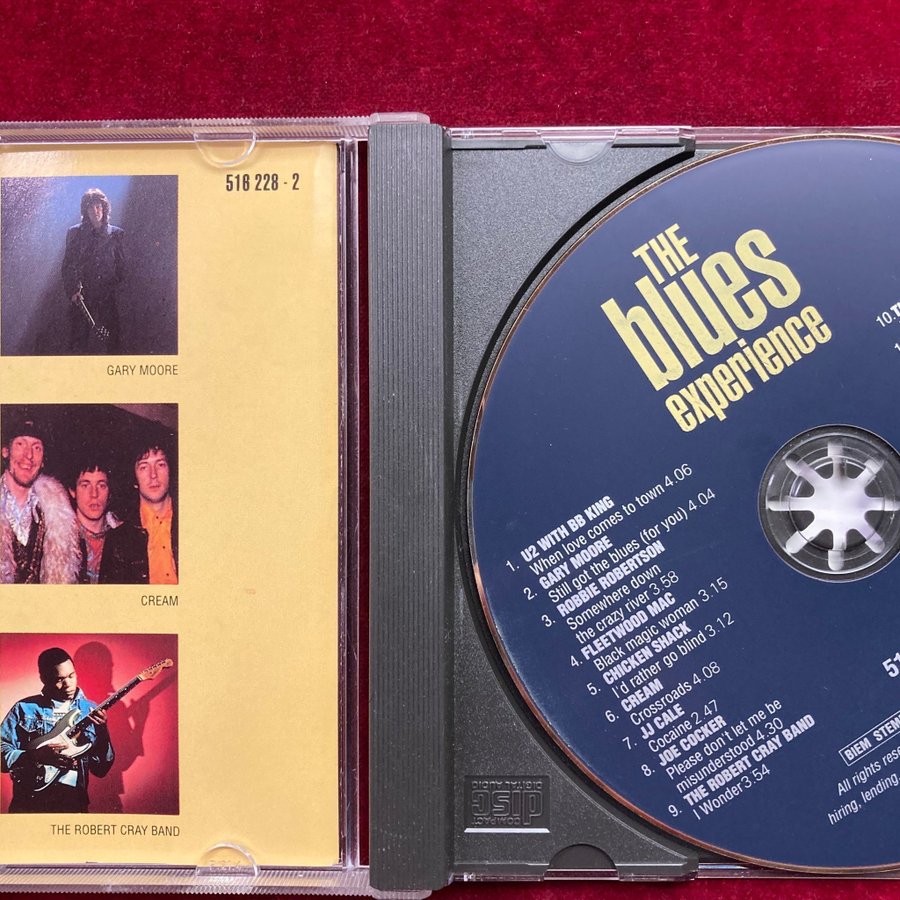 516 228 - 2
GARY MOORE
CREAM
THE ROBERT CRAY BAND
COMPACT
disc
DIGITAL AUDIO
THE
blues
experience
1. U2 WITH BB KING
When love comes to town 4.06
2. GARY MOORE
Still got the blues (for you) 4.04
3. ROBBIE ROBERTSON
Somewhere down
the crazy river 3.58
4. FLEETWOOD MAC
Black magic woman 3.15
5. CHICKEN SHACK
I'd rather go blind 3.12
6. CREAM
Crossroads 4.08
7. JJ CALE
Cocaine 2.47
8. JOE COCKER
Please don't let me be
misunderstood 4.30
9. THE ROBERT CRAY BAND
I Wonder 3.54
10.
BIEM STEM
All rights
hiring, lending,